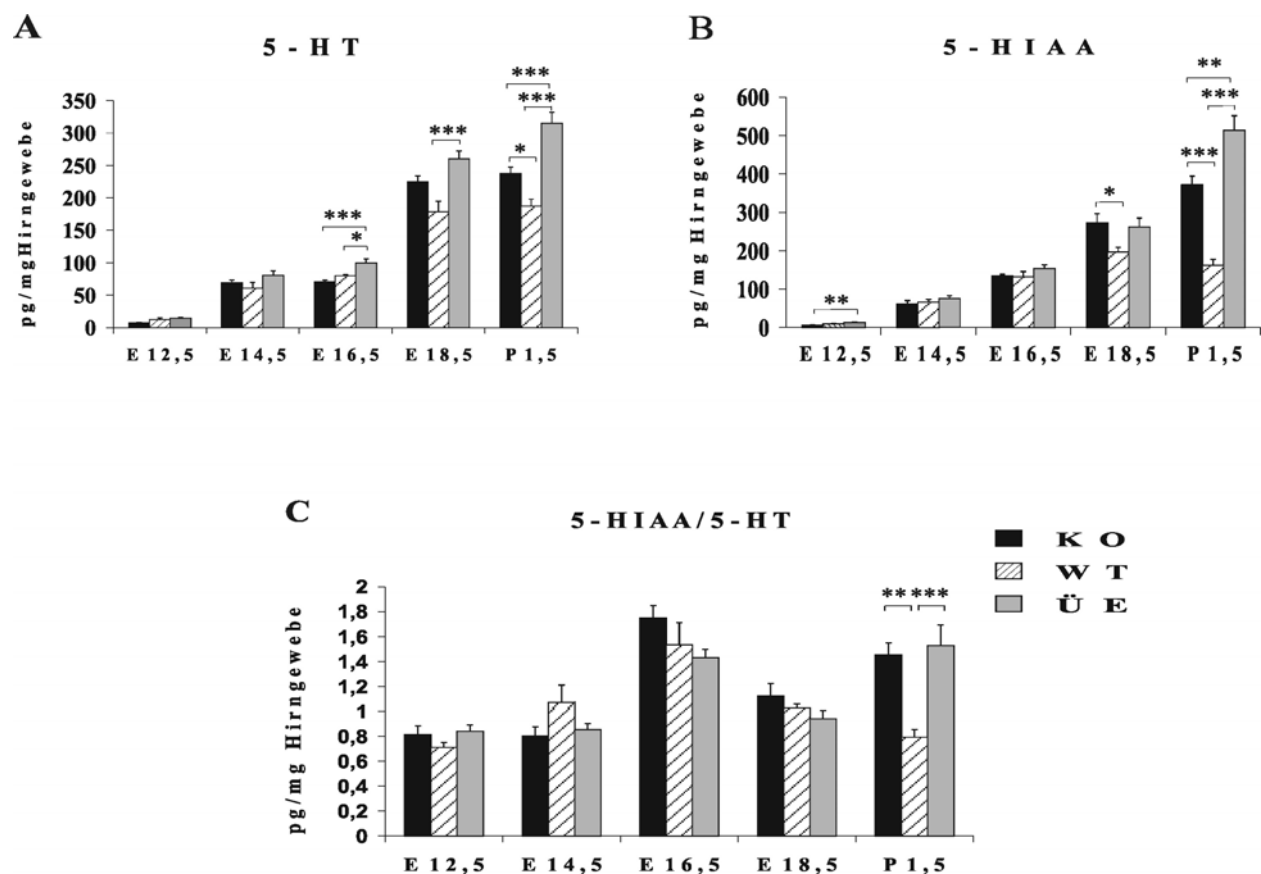 A
5 - H T
pg/mgHirngewebe
350
300
250
200
150
100
50
0
***
*
***
***
***
*
E 12,5 E 14,5 E 16,5 E 18,5 P 1,5
B
5 - H I A A
pg/mg Hirngewebe
600
500
400
300
200
100
0
**
*
**
***
***
E 12,5 E 14,5 E 16,5 E 18,5 P 1,5
C
5-HIAA/5-HT
pg/mg Hirngewebe
2
1,8
1,6
1,4
1,2
1
0,8
0,6
0,4
0,2
0
** ***
E 12,5 E 14,5 E 16,5 E 18,5 P 1,5
K O
W T
Ü E